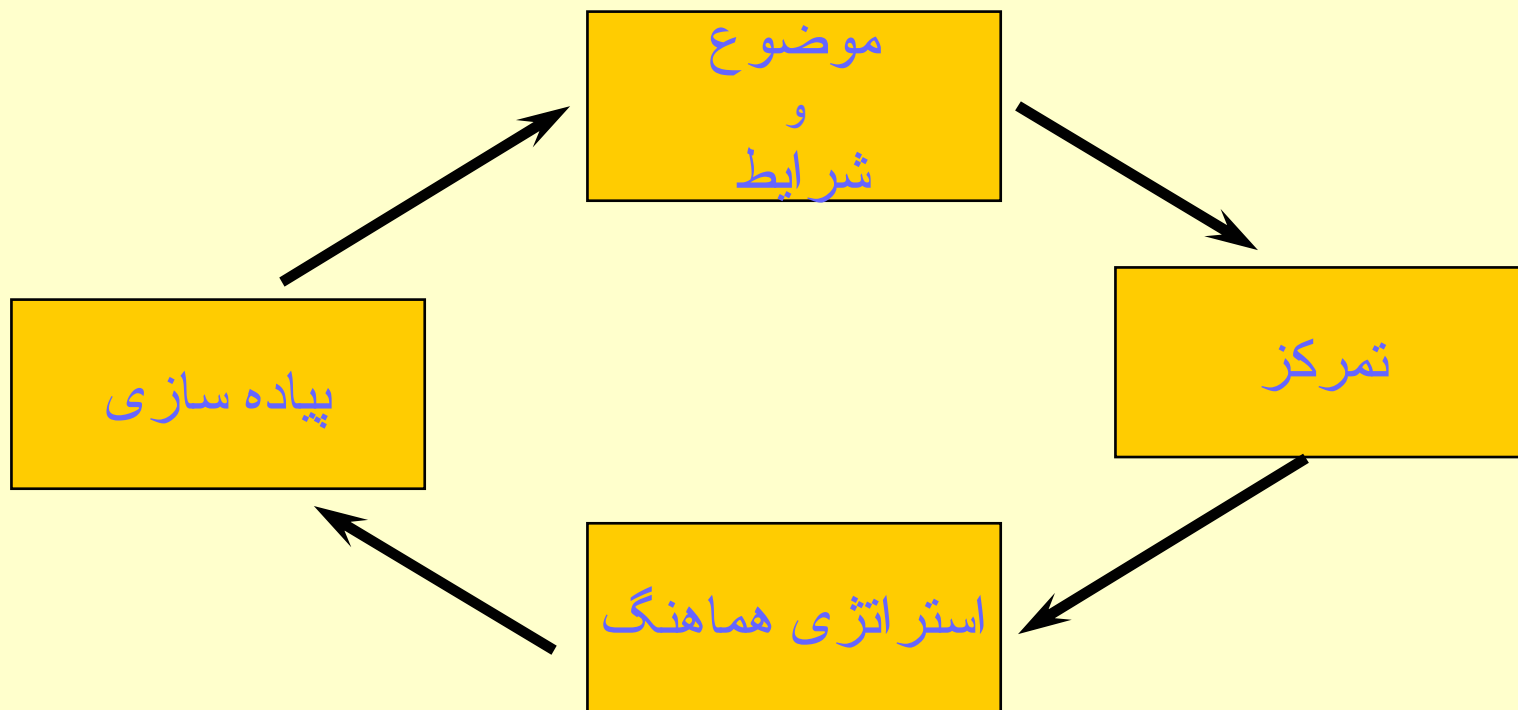 موضوع
و
شرایط
تمرکز
استراتژی هماهنگ
پیاده سازی